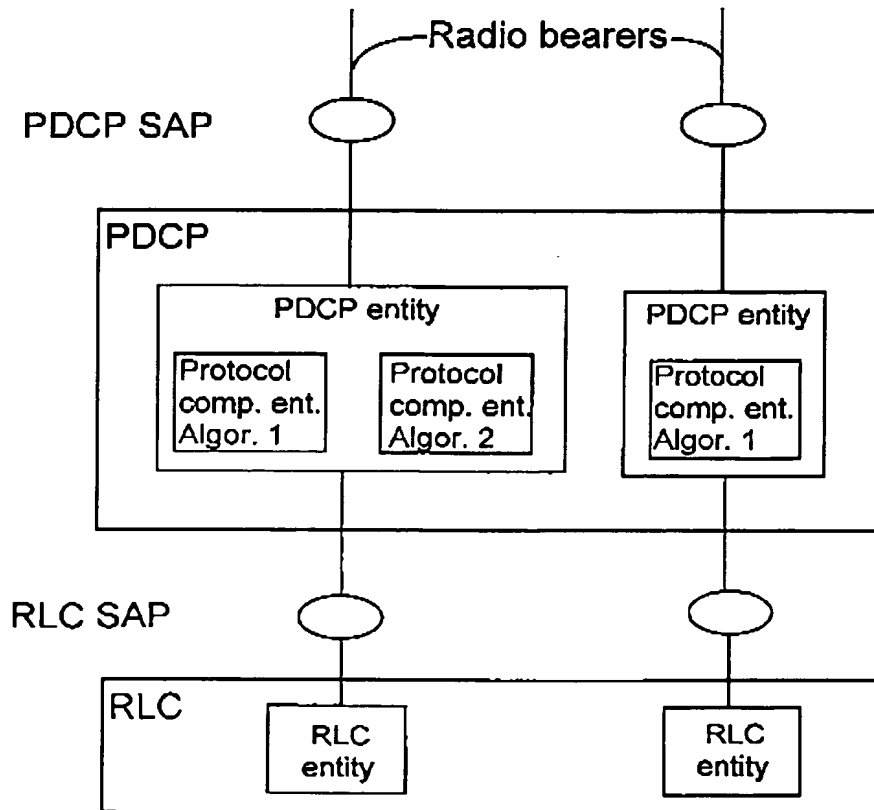 Radio bearers
PDCP SAP
PDCP
PDCP entity
Protocol
comp. ent.
Algor. 1
Protocol
comp. ent.
Algor. 2
PDCP entity
Protocol
comp. ent.
Algor. 1
RLC SAP
RLC
RLC
entity
RLC
entity